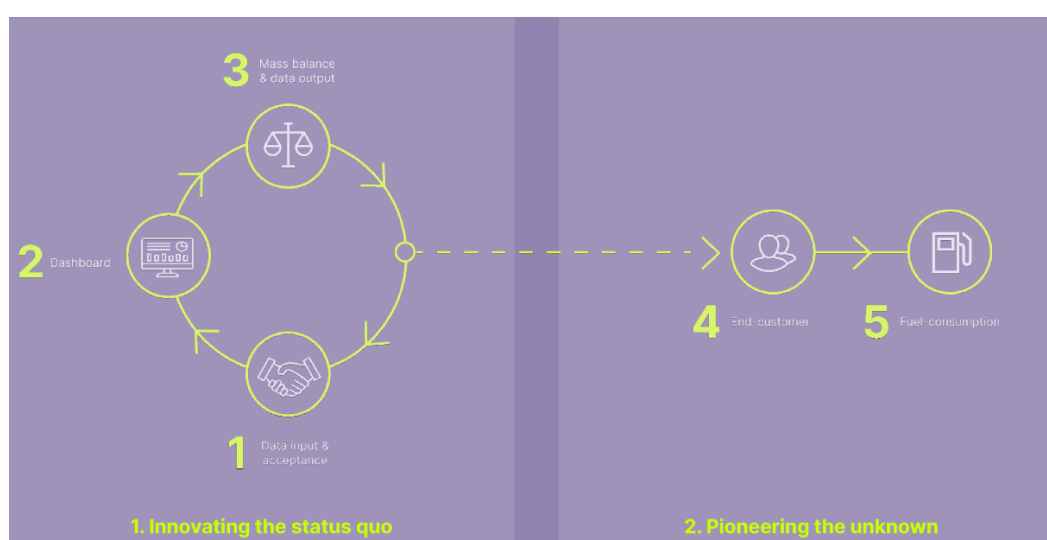 3 Mass balance
& data output
2 Dashboard
4 End-customer
5 Fuel-consumption
1 Data input &
acceptance
1. Innovating the status quo
2. Pioneering the unknown